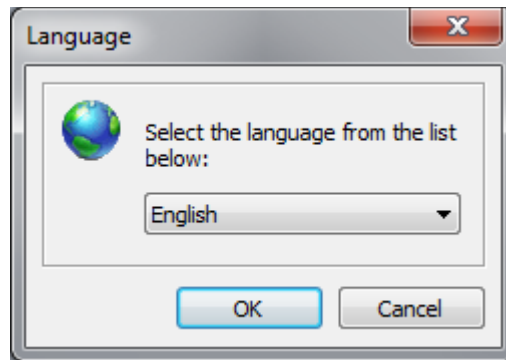 Language
Select the language from the list
below:
English
OK
Cancel